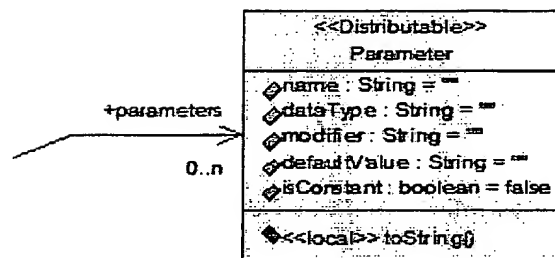 <<Distributable>>
Parameter
name : String = ""
dataType : String = ""
+parameters
modifier : String = ""
defaultValue : String = ""
0..n
isConstant : boolean = false
<<local>> toString()